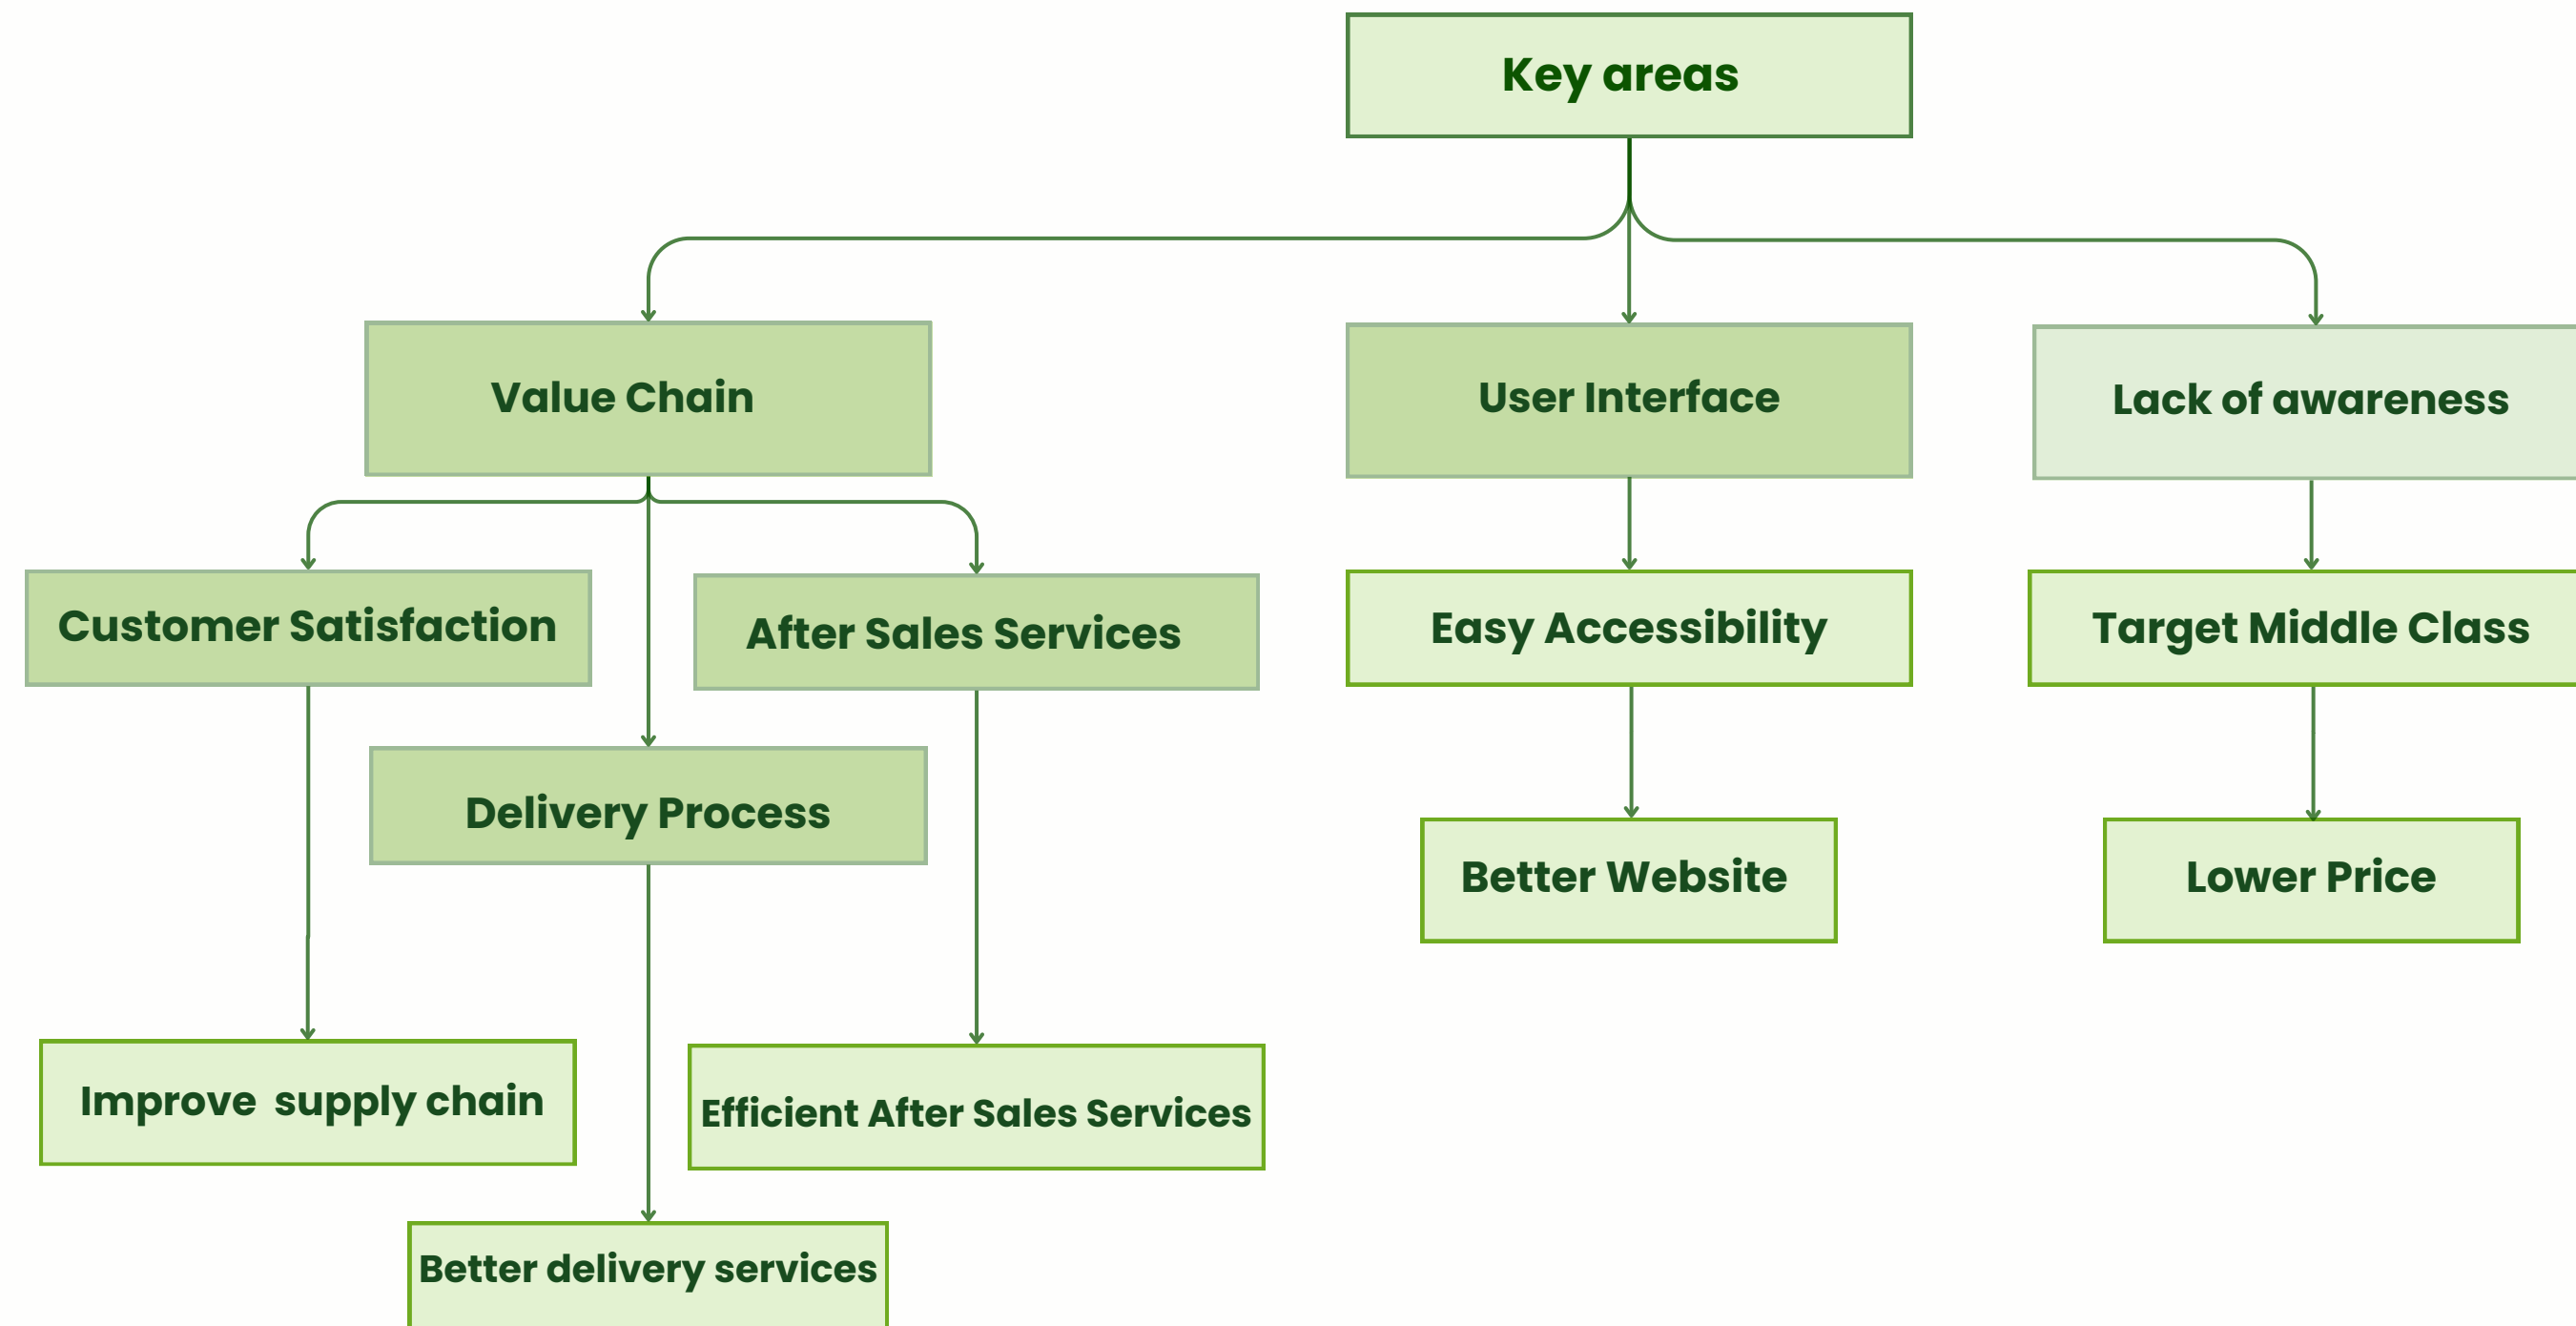 Key areas
Value Chain
User Interface
Lack of awareness
Customer Satisfaction
After Sales Services
Easy Accessibility
Target Middle Class
Delivery Process
Better Website
Lower Price
Improve  supply chain
Efficient After Sales Services
Better delivery services